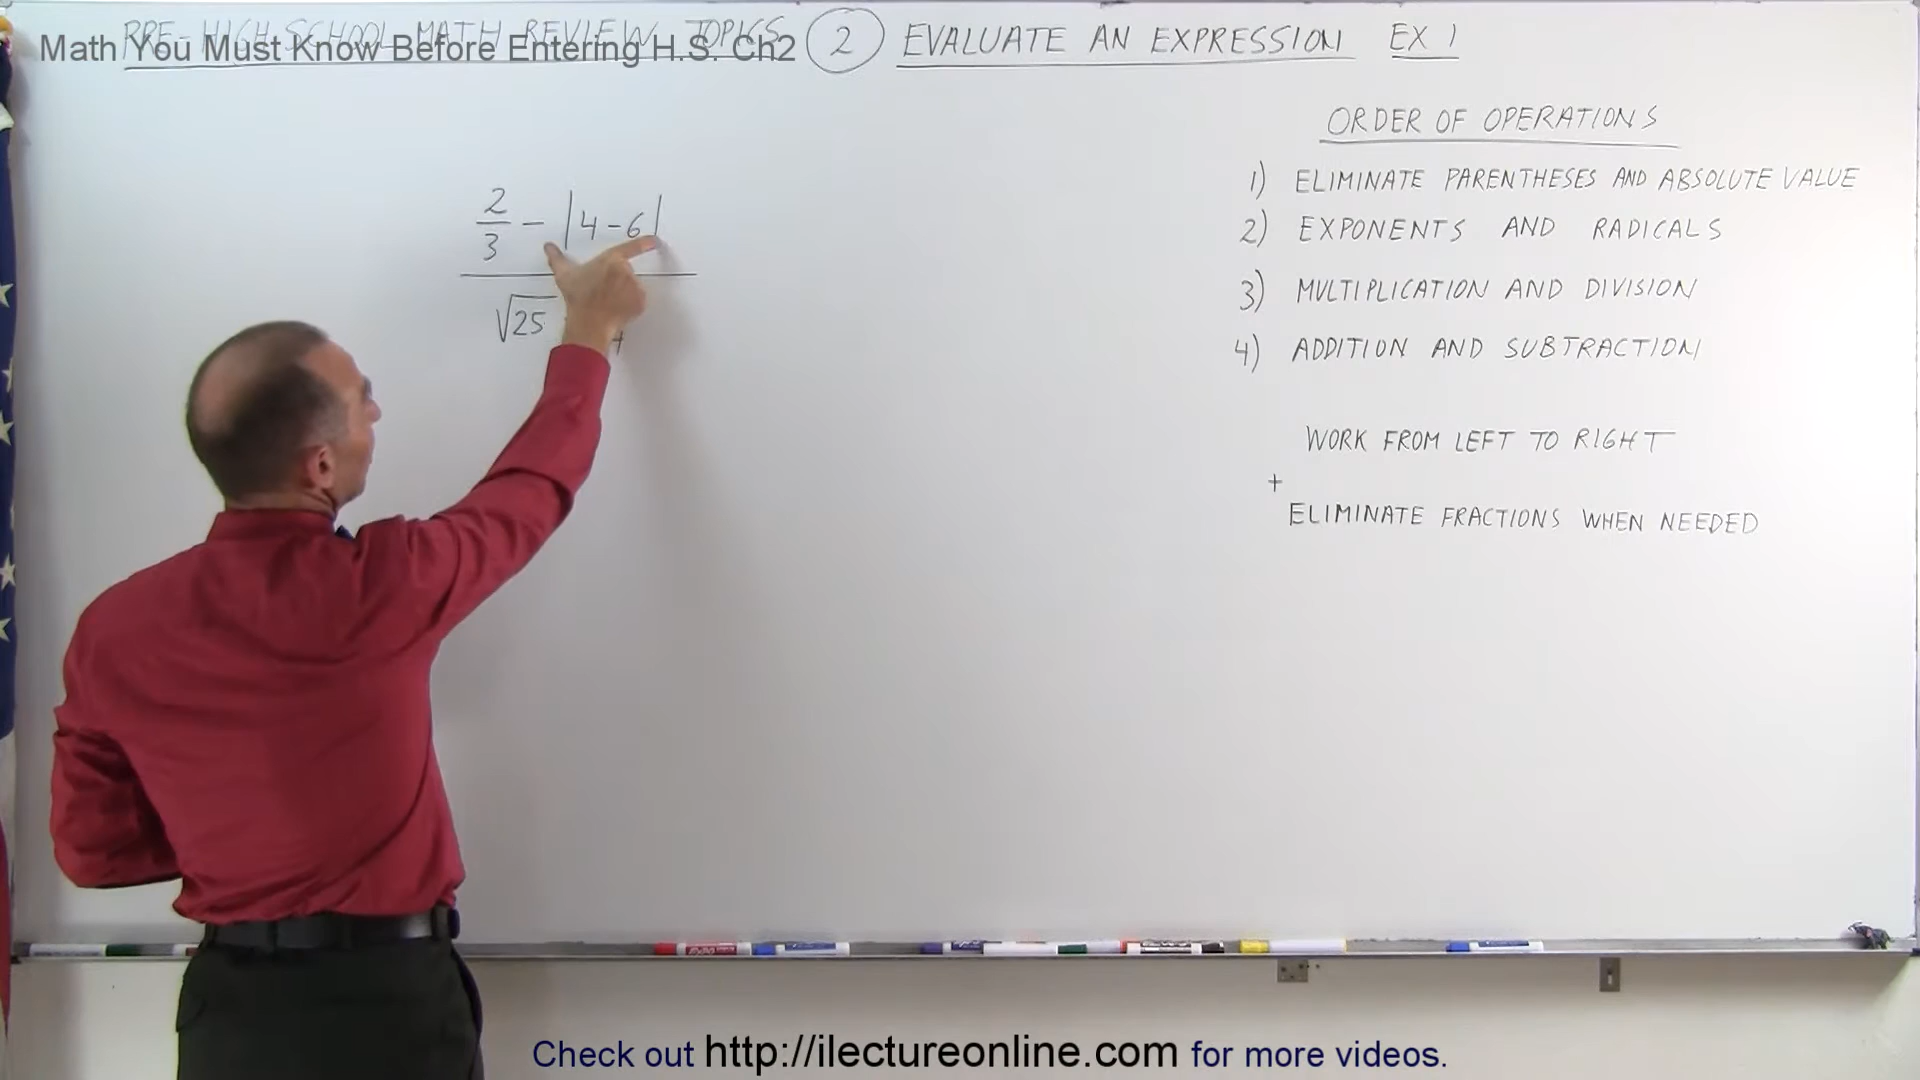 PRE-HIGH SCHOOL MATH REVIEW TOPICS
Math You Must Know Before Entering H.S. Ch2
2 EVALUATE AN EXPRESSION EX 1
2/3 - |4-6|
√25
ORDER OF OPERATIONS
1) ELIMINATE PARENTHESES AND ABSOLUTE VALUE
2) EXPONENTS AND RADICALS
3) MULTIPLICATION AND DIVISION
4) ADDITION AND SUBTRACTION
WORK FROM LEFT TO RIGHT
+
ELIMINATE FRACTIONS WHEN NEEDED
Check out http://ilectureonline.com for more videos.